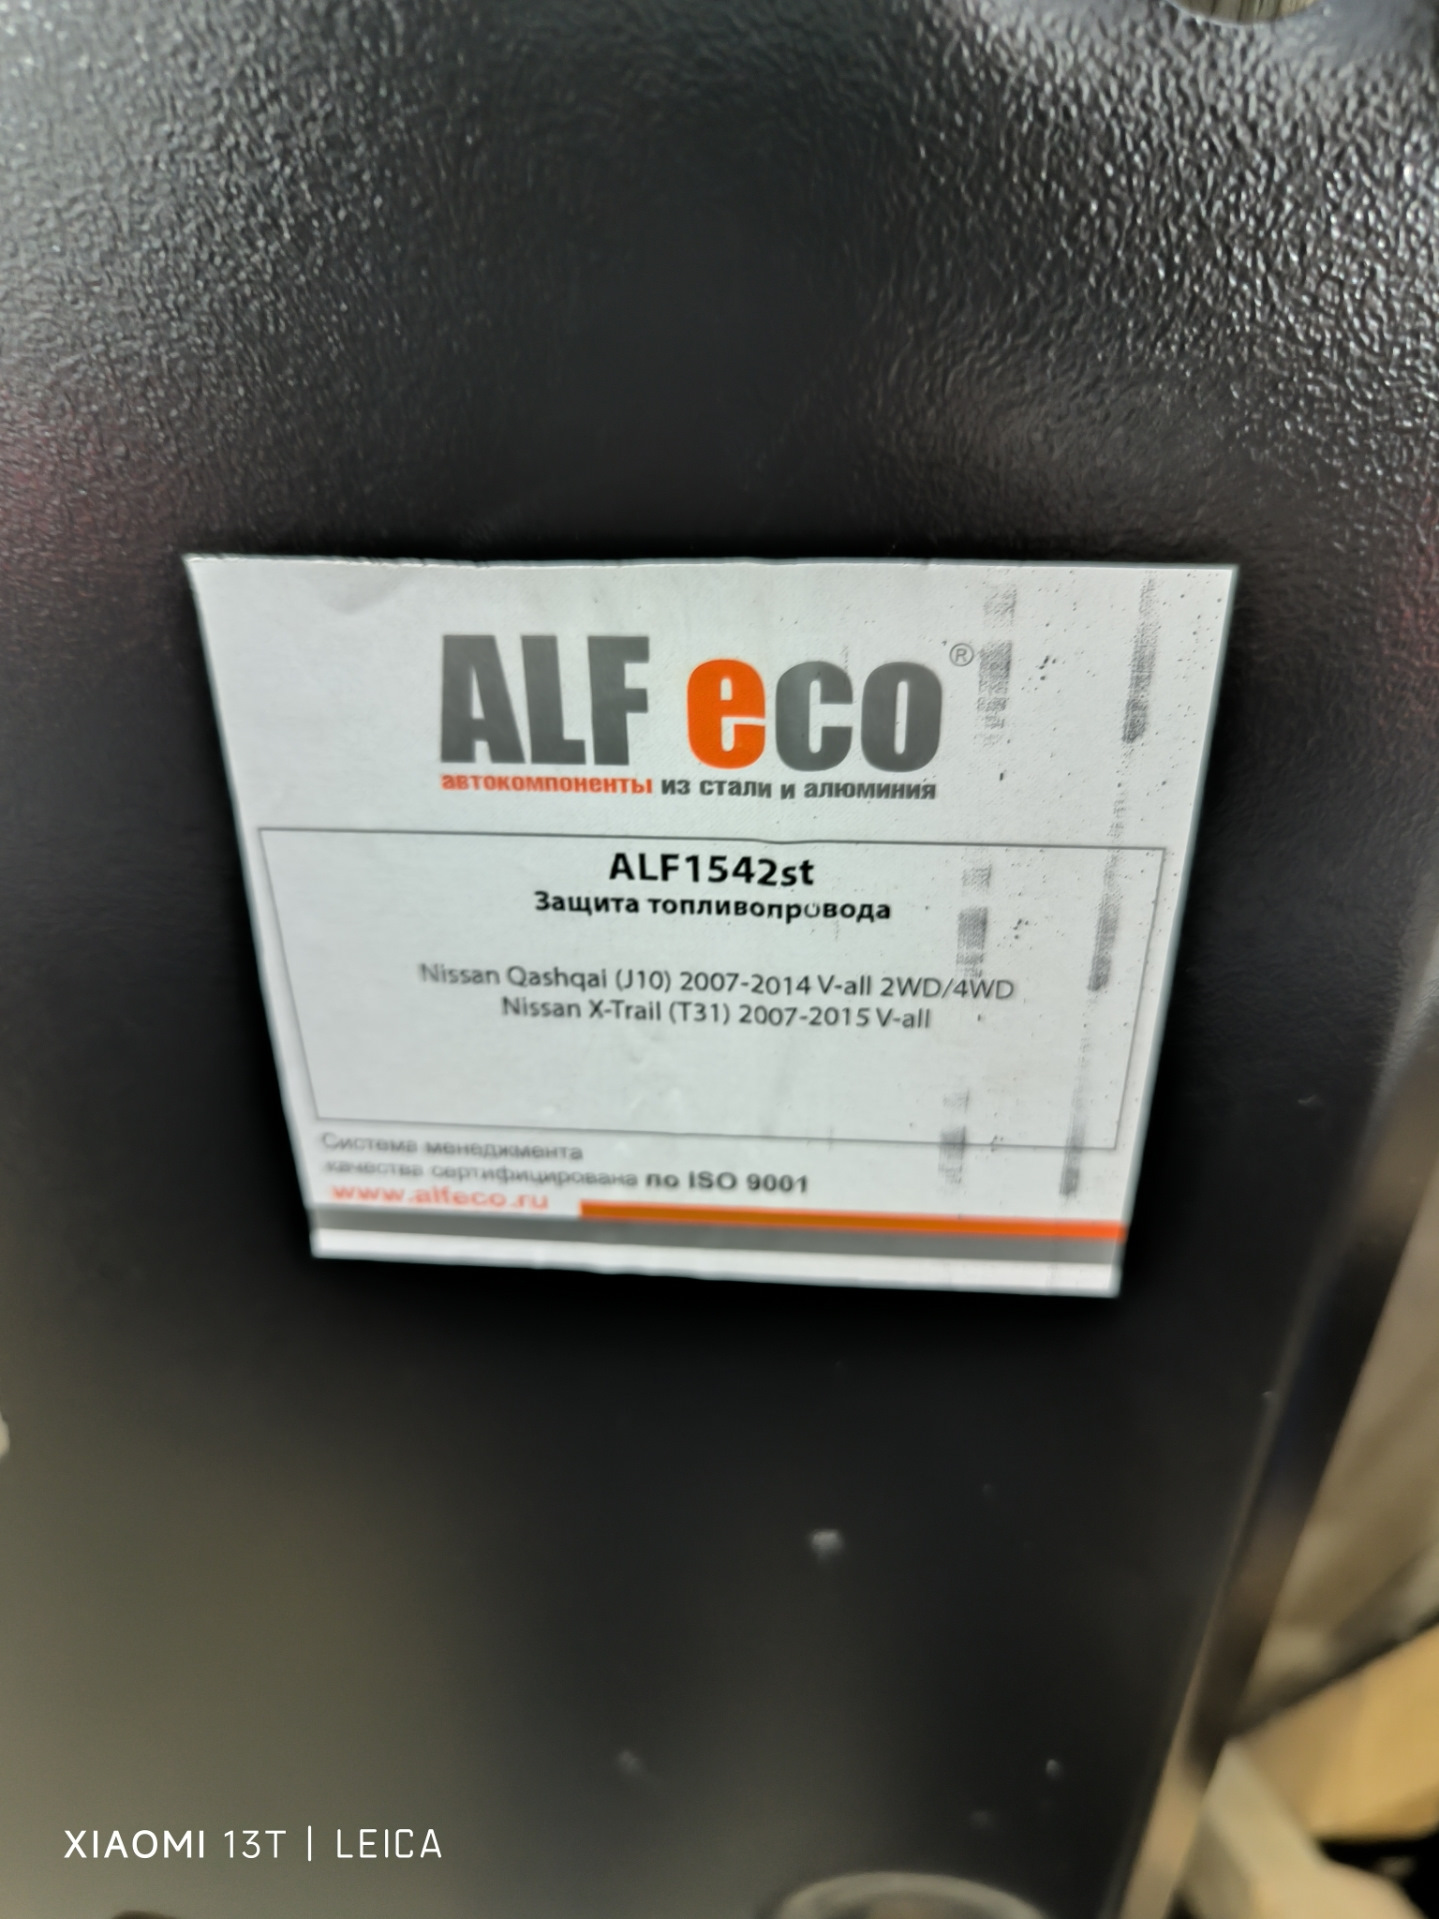 ALF eco®
автокомпоненты из стали и алюминия
ALF1542st
Защита топливопровода
Nissan Qashqai (J10) 2007-2014 V-all 2WD/4WD
Nissan X-Trail (T31) 2007-2015 V-all
Система менеджмента
качества сертифицирована по ISO 9001
www.alfeco.ru
XIAOMI 13T | LEICA